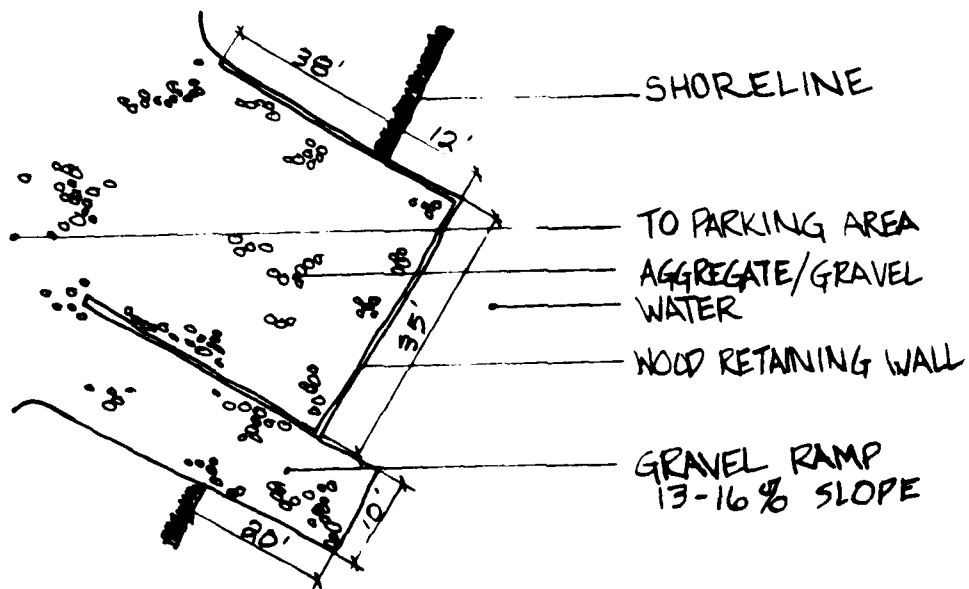 38'
SHORELINE
12'
TO PARKING AREA
AGGREGATE/GRAVEL
WATER
35'
WOOD RETAINING WALL
GRAVEL RAMP
13-16% SLOPE
10'
20'